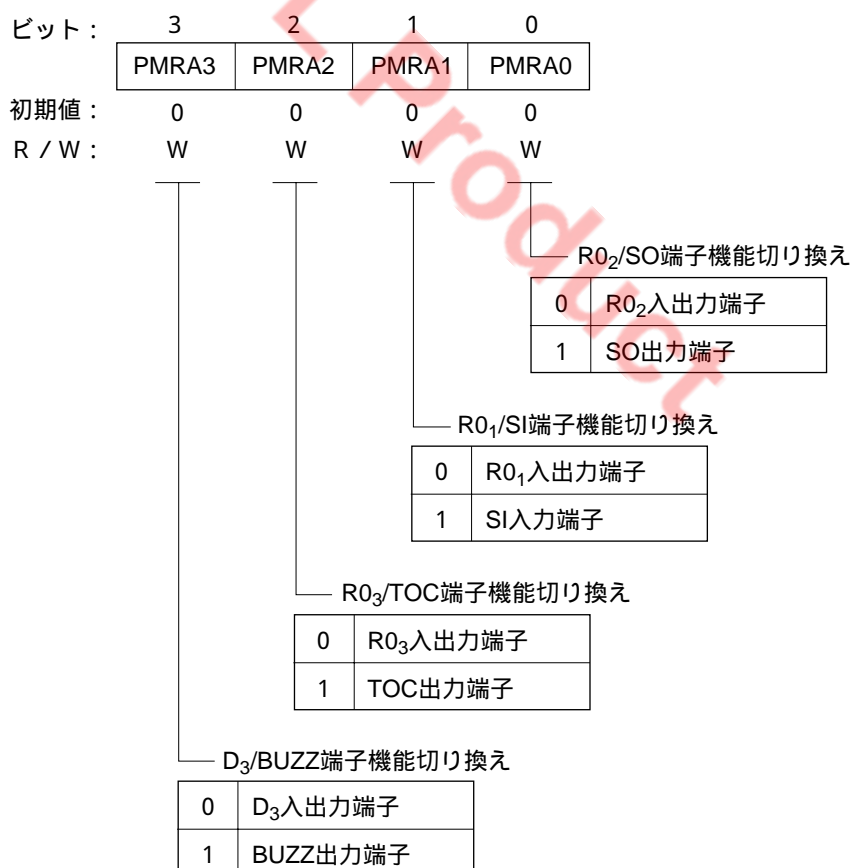 ビット： 3 2 1 0
PMRA3 PMRA2 PMRA1 PMRA0
初期値： 0 0 0 0
R／W： W W W W
R0₂/SO端子機能切り換え
0 R0₂入出力端子
1 SO出力端子
R0₁/SI端子機能切り換え
0 R0₁入出力端子
1 SI入力端子
R0₃/TOC端子機能切り換え
0 R0₃入出力端子
1 TOC出力端子
D₃/BUZZ端子機能切り換え
0 D₃入出力端子
1 BUZZ出力端子
L Product